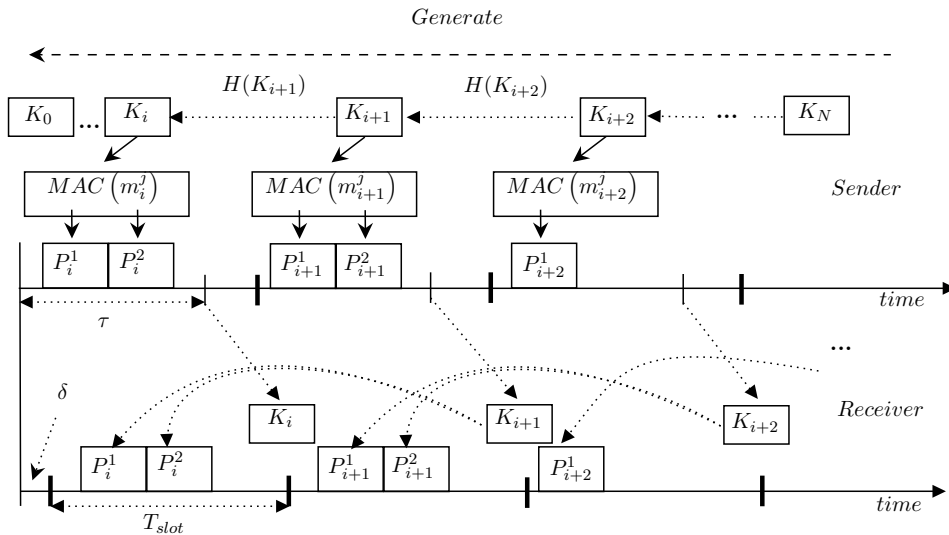 Generate
H(K_{i+1}) H(K_{i+2})
K_0 ... K_i K_{i+1} K_{i+2} ... K_N
MAC (m_i^j) MAC (m_{i+1}^j) MAC (m_{i+2}^j) Sender
P_i^1 P_i^2 P_{i+1}^1 P_{i+1}^2 P_{i+2}^1
time
τ
...
δ
K_i K_{i+1} K_{i+2} Receiver
P_i^1 P_i^2 P_{i+1}^1 P_{i+1}^2 P_{i+2}^1
time
T_{slot}